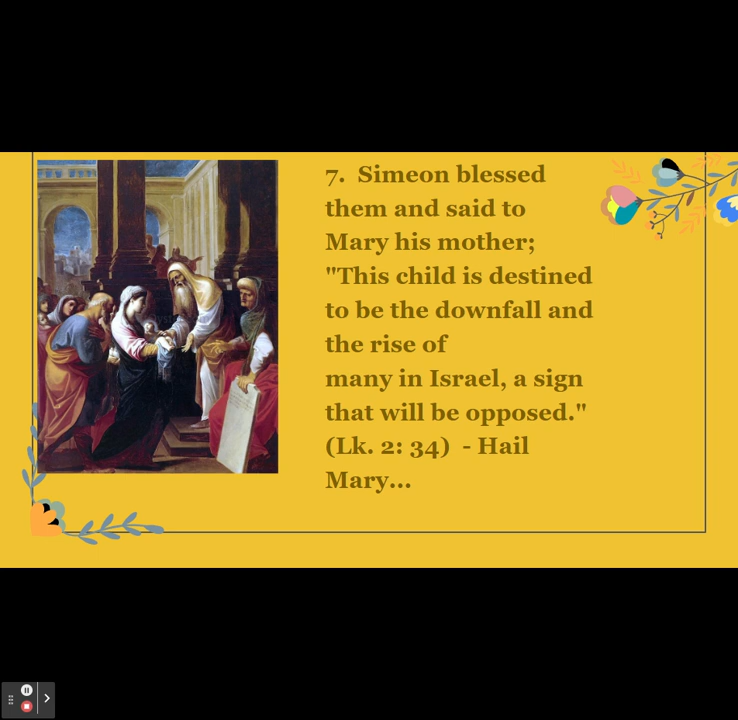 7.  Simeon blessed
them and said to
Mary his mother;
"This child is destined
to be the downfall and
the rise of
many in Israel, a sign
that will be opposed."
(Lk. 2: 34)  - Hail
Mary...